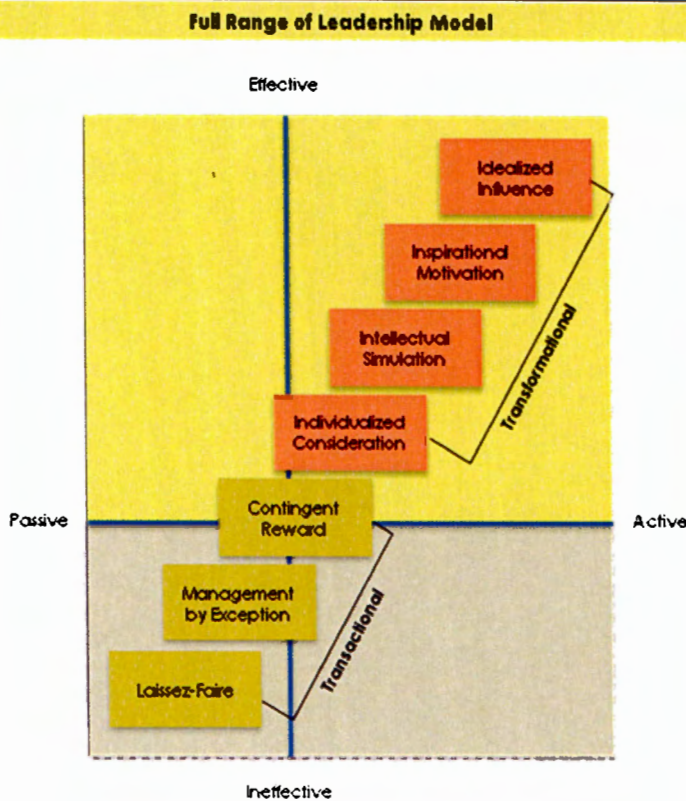 Full Range of Leadership Model
Effective
Idealized
Influence
Inspirational
Motivation
Intellectual
Simulation
Transformational
Individualized
Consideration
Contingent
Reward
Passive
Active
Management
by Exception
Transactional
Laissez-Faire
Ineffective